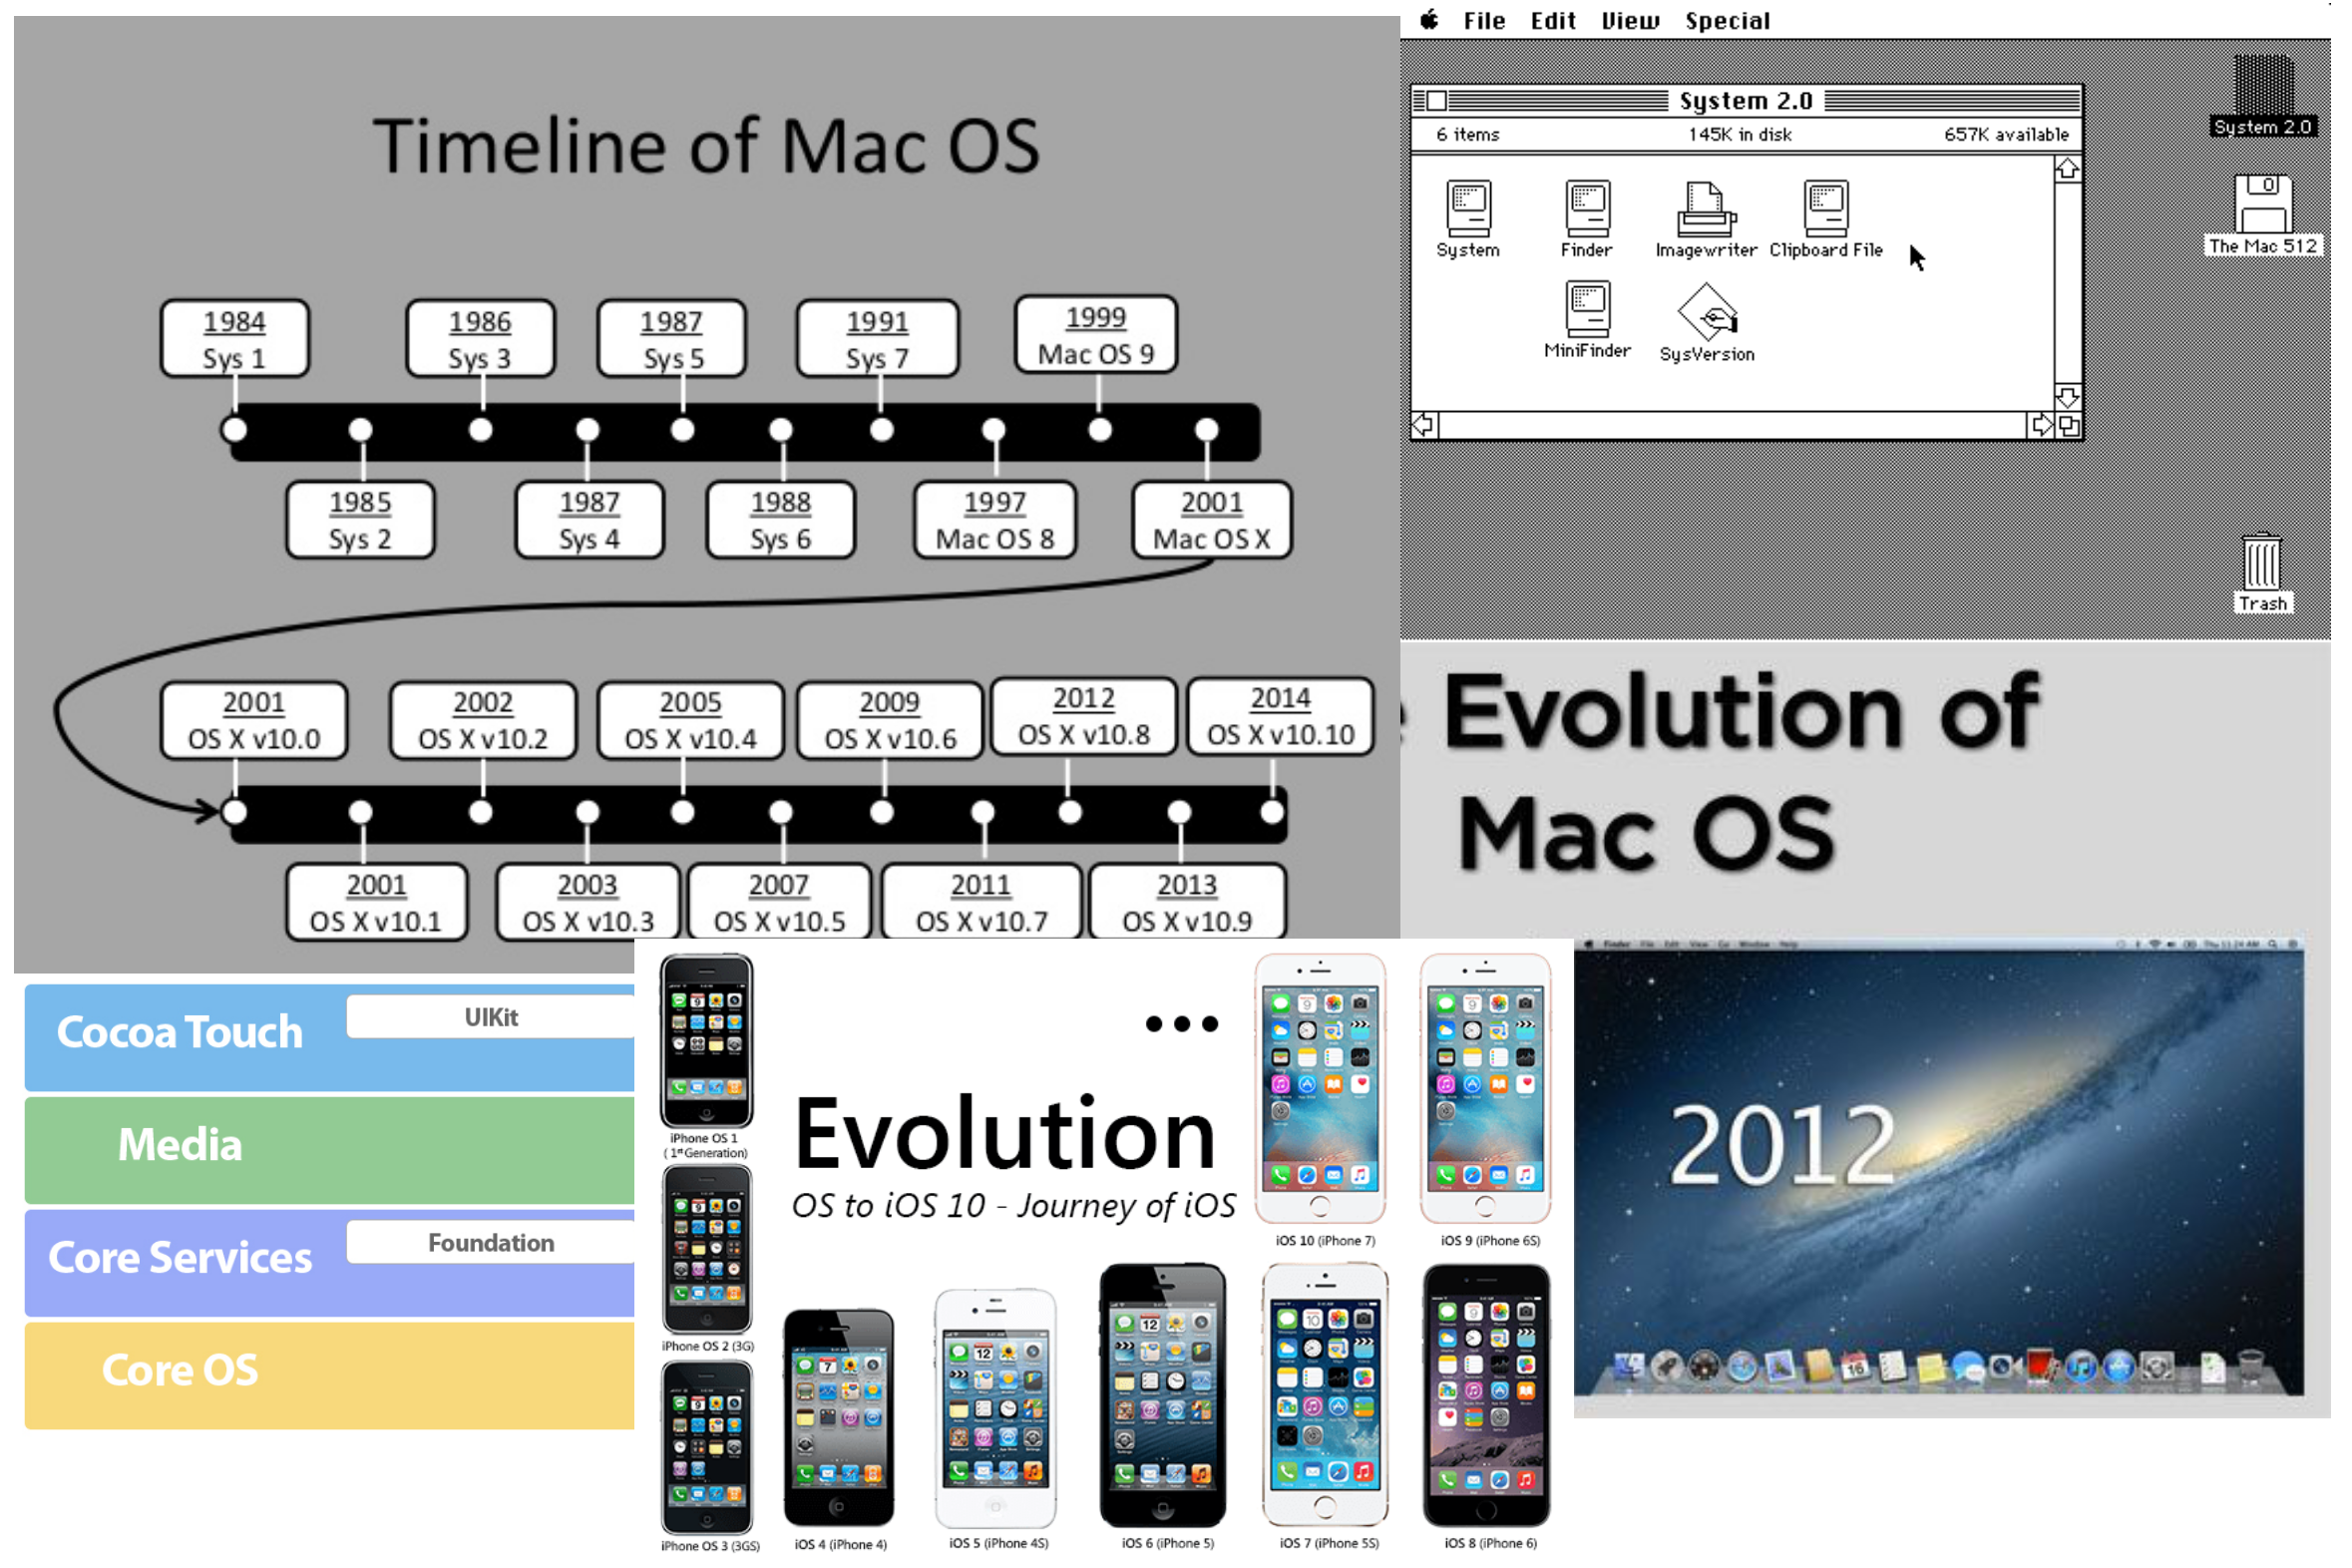 Timeline of Mac OS
1984
Sys 1
1986
Sys 3
1987
Sys 5
1991
Sys 7
1999
Mac OS 9
1985
Sys 2
1987
Sys 4
1988
Sys 6
1997
Mac OS 8
2001
Mac OS X
2001
OS X v10.0
2002
OS X v10.2
2005
OS X v10.4
2009
OS X v10.6
2012
OS X v10.8
2014
OS X v10.10
2001
OS X v10.1
2003
OS X v10.3
2007
OS X v10.5
2011
OS X v10.7
2013
OS X v10.9
File Edit View Special
System 2.0
6 items 145K in disk 657K available
System Finder Imagewriter Clipboard File
MiniFinder SysVersion
System 2.0
The Mac 512
Trash
Evolution of
Mac OS
Finder File Edit View Go Window Help
2012
Cocoa Touch
UIKit
Media
Core Services
Foundation
Core OS
...
Evolution
OS to iOS 10 - Journey of iOS
iPhone OS 1
( 1st Generation)
iPhone OS 2 (3G)
iPhone OS 3 (3GS)
iOS 4 (iPhone 4)
iOS 5 (iPhone 4S)
iOS 6 (iPhone 5)
iOS 7 (iPhone 5S)
iOS 8 (iPhone 6)
iOS 10 (iPhone 7)
iOS 9 (iPhone 6S)